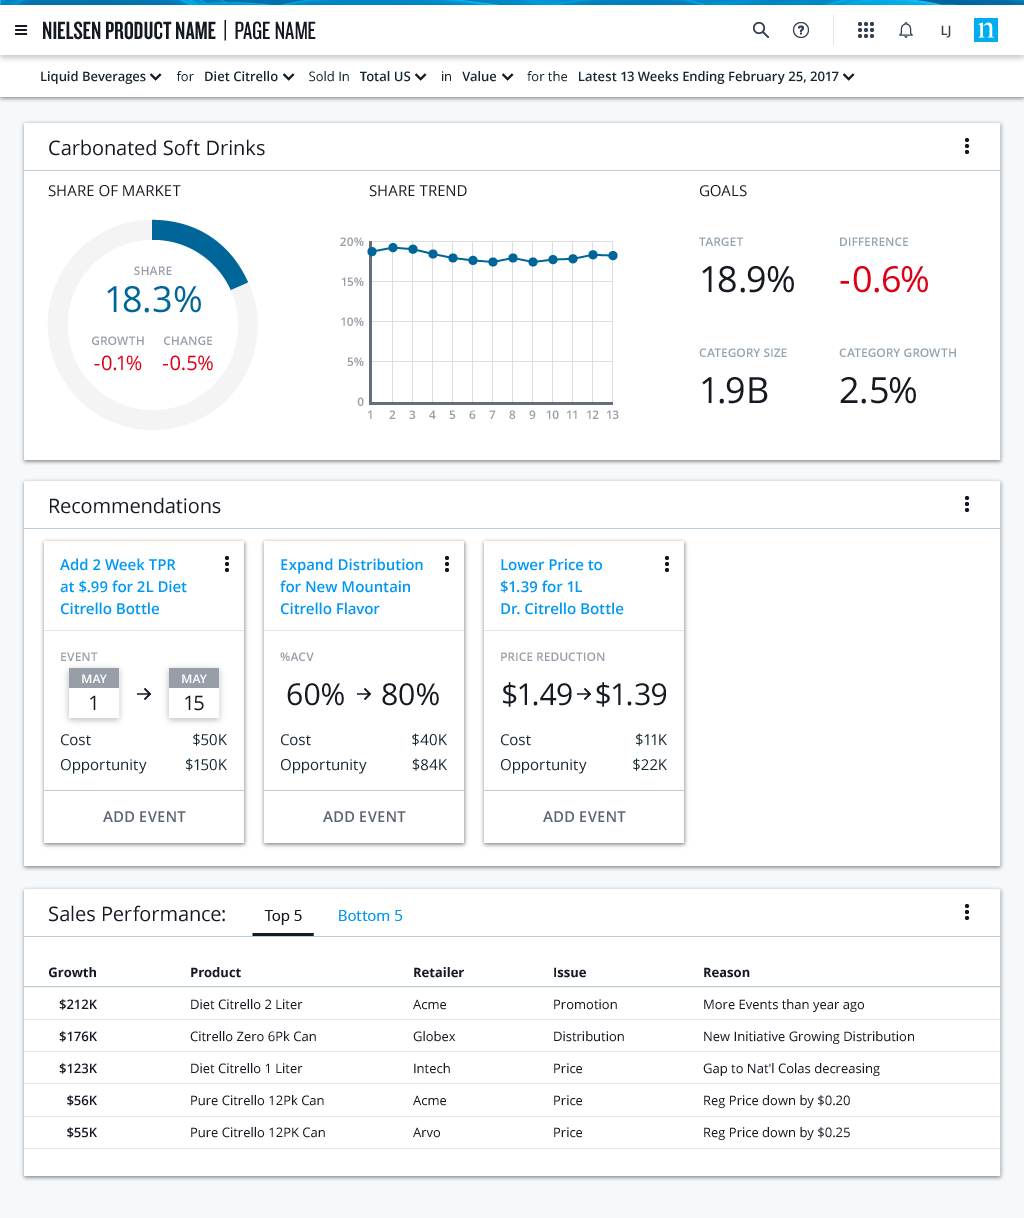 NIELSEN PRODUCT NAME | PAGE NAME
LJ
n
Liquid Beverages for Diet Citrello Sold In Total US in Value for the Latest 13 Weeks Ending February 25, 2017
Carbonated Soft Drinks
SHARE OF MARKET
SHARE
18.3%
GROWTH CHANGE
-0.1% -0.5%
SHARE TREND
20%
15%
10%
5%
0
1 2 3 4 5 6 7 8 9 10 11 12 13
GOALS
TARGET DIFFERENCE
18.9% -0.6%
CATEGORY SIZE CATEGORY GROWTH
1.9B 2.5%
Recommendations
Add 2 Week TPR
at $.99 for 2L Diet
Citrello Bottle
EVENT
MAY MAY
1 → 15
Cost $50K
Opportunity $150K
ADD EVENT
Expand Distribution
for New Mountain
Citrello Flavor
%ACV
60% → 80%
Cost $40K
Opportunity $84K
ADD EVENT
Lower Price to
$1.39 for 1L
Dr. Citrello Bottle
PRICE REDUCTION
$1.49→$1.39
Cost $11K
Opportunity $22K
ADD EVENT
Sales Performance: Top 5 Bottom 5
Growth Product Retailer Issue Reason
$212K Diet Citrello 2 Liter Acme Promotion More Events than year ago
$176K Citrello Zero 6Pk Can Globex Distribution New Initiative Growing Distribution
$123K Diet Citrello 1 Liter Intech Price Gap to Nat'l Colas decreasing
$56K Pure Citrello 12Pk Can Acme Price Reg Price down by $0.20
$55K Pure Citrello 12PK Can Arvo Price Reg Price down by $0.25